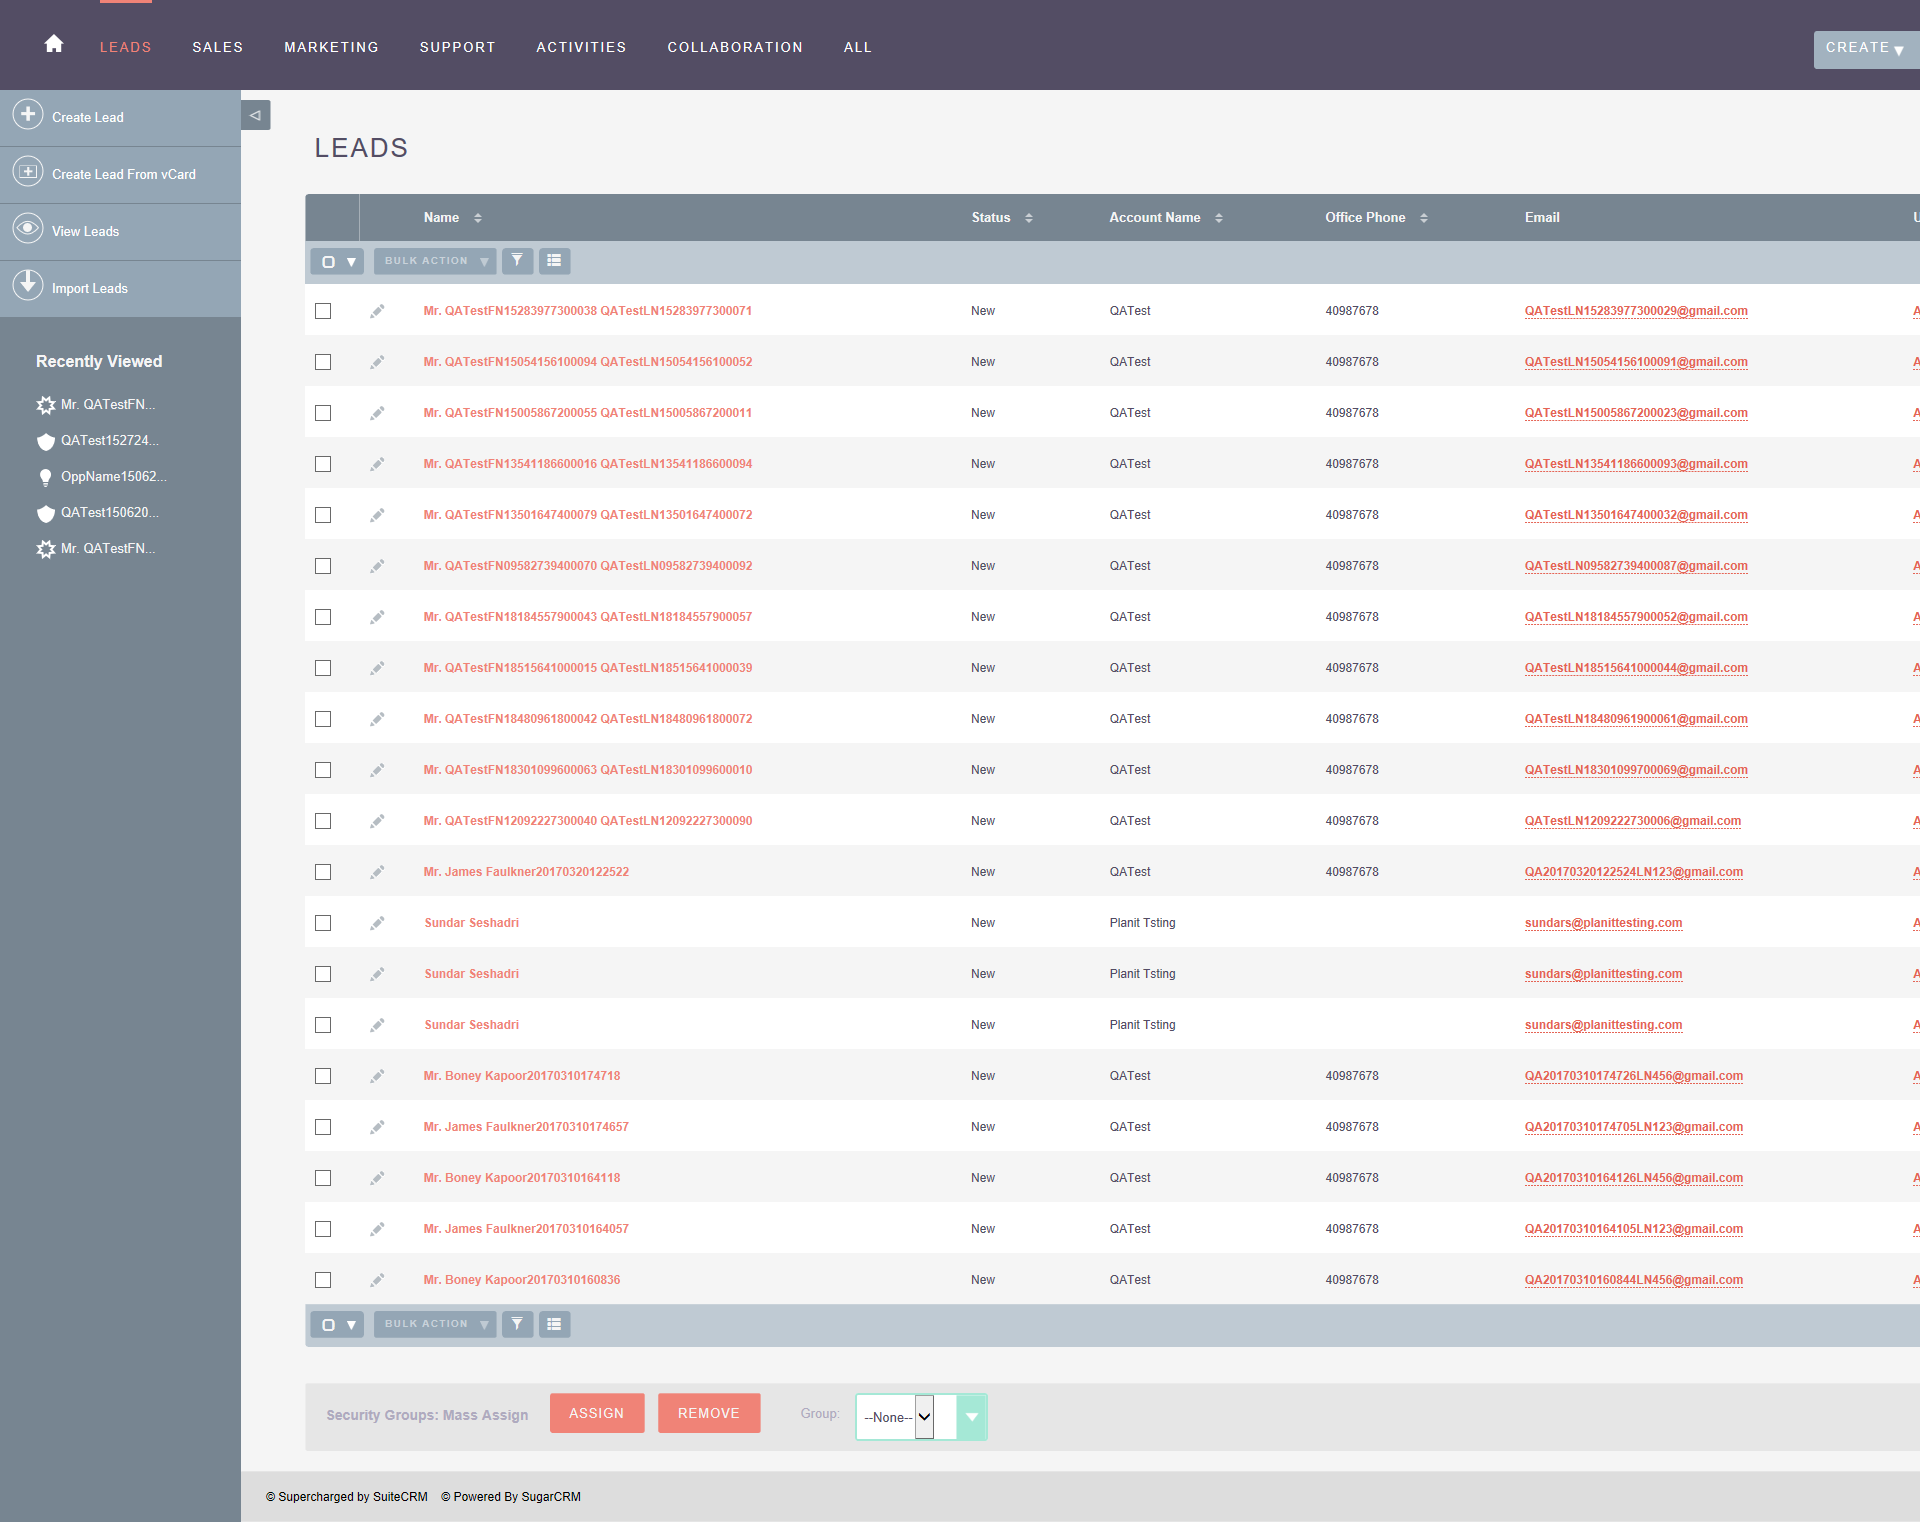 LEADS SALES MARKETING SUPPORT ACTIVITIES COLLABORATION ALL CREATE
Create Lead
Create Lead From vCard
View Leads
Import Leads
Recently Viewed
Mr. QATestFN...
QATest152724...
OppName15062...
QATest150620...
Mr. QATestFN...
LEADS
Name Status Account Name Office Phone Email U
BULK ACTION
Mr. QATestFN15283977300038 QATestLN15283977300071 New QATest 40987678 QATestLN15283977300029@gmail.com A
Mr. QATestFN15054156100094 QATestLN15054156100052 New QATest 40987678 QATestLN15054156100091@gmail.com A
Mr. QATestFN15005867200055 QATestLN15005867200011 New QATest 40987678 QATestLN15005867200023@gmail.com A
Mr. QATestFN13541186600016 QATestLN13541186600094 New QATest 40987678 QATestLN13541186600093@gmail.com A
Mr. QATestFN13501647400079 QATestLN13501647400072 New QATest 40987678 QATestLN13501647400032@gmail.com A
Mr. QATestFN09582739400070 QATestLN09582739400092 New QATest 40987678 QATestLN09582739400087@gmail.com A
Mr. QATestFN18184557900043 QATestLN18184557900057 New QATest 40987678 QATestLN18184557900052@gmail.com A
Mr. QATestFN18515641000015 QATestLN18515641000039 New QATest 40987678 QATestLN18515641000044@gmail.com A
Mr. QATestFN18480961800042 QATestLN18480961800072 New QATest 40987678 QATestLN18480961900061@gmail.com A
Mr. QATestFN18301099600063 QATestLN18301099600010 New QATest 40987678 QATestLN18301099700069@gmail.com A
Mr. QATestFN12092227300040 QATestLN12092227300090 New QATest 40987678 QATestLN1209222730006@gmail.com A
Mr. James Faulkner20170320122522 New QATest 40987678 QA20170320122524LN123@gmail.com A
Sundar Seshadri New Planit Tsting sundars@planittesting.com A
Sundar Seshadri New Planit Tsting sundars@planittesting.com A
Sundar Seshadri New Planit Tsting sundars@planittesting.com A
Mr. Boney Kapoor20170310174718 New QATest 40987678 QA20170310174726LN456@gmail.com A
Mr. James Faulkner20170310174657 New QATest 40987678 QA20170310174705LN123@gmail.com A
Mr. Boney Kapoor20170310164118 New QATest 40987678 QA20170310164126LN456@gmail.com A
Mr. James Faulkner20170310164057 New QATest 40987678 QA20170310164105LN123@gmail.com A
Mr. Boney Kapoor20170310160836 New QATest 40987678 QA20170310160844LN456@gmail.com A
BULK ACTION
Security Groups: Mass Assign ASSIGN REMOVE Group: --None--
© Supercharged by SuiteCRM © Powered By SugarCRM